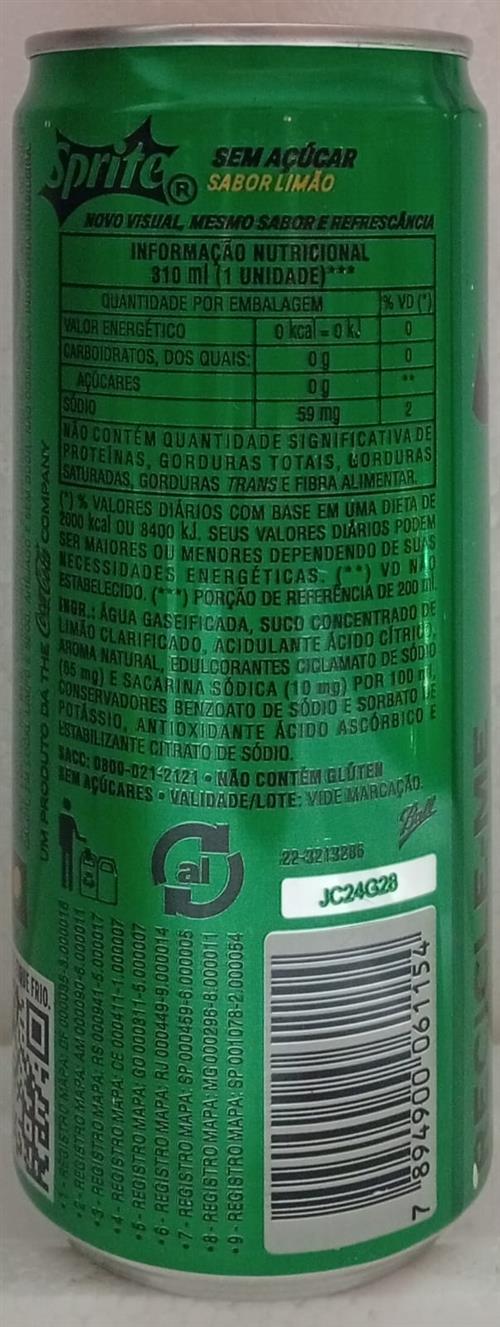 Sprite®
SEM AÇÚCAR
SABOR LIMÃO
NOVO VISUAL, MESMO SABOR E REFRESCÂNCIA
INFORMAÇÃO NUTRICIONAL
310 ml (1 UNIDADE)***
QUANTIDADE POR EMBALAGEM % VD (*)
VALOR ENERGÉTICO 0 kcal = 0 kJ 0
CARBOIDRATOS, DOS QUAIS: 0 g 0
AÇÚCARES 0 g **
SÓDIO 59 mg 2
NÃO CONTÉM QUANTIDADE SIGNIFICATIVA DE
PROTEÍNAS, GORDURAS TOTAIS, GORDURAS
SATURADAS, GORDURAS TRANS E FIBRA ALIMENTAR.
(*) % VALORES DIÁRIOS COM BASE EM UMA DIETA DE
2000 kcal OU 8400 kJ. SEUS VALORES DIÁRIOS PODEM
SER MAIORES OU MENORES DEPENDENDO DE SUAS
NECESSIDADES ENERGÉTICAS. (**) VD NÃO
ESTABELECIDO. (***) PORÇÃO DE REFERÊNCIA DE 200 ml.
INGR.: ÁGUA GASEIFICADA, SUCO CONCENTRADO DE
LIMÃO CLARIFICADO, ACIDULANTE ÁCIDO CÍTRICO,
AROMA NATURAL, EDULCORANTES CICLAMATO DE SÓDIO
(65 mg) E SACARINA SÓDICA (10 mg) POR 100 ml,
CONSERVADORES BENZOATO DE SÓDIO E SORBATO DE
POTÁSSIO, ANTIOXIDANTE ÁCIDO ASCÓRBICO E
ESTABILIZANTE CITRATO DE SÓDIO.
SACC: 0800-021-2121 • NÃO CONTÉM GLÚTEN
SEM AÇÚCARES • VALIDADE/LOTE: VIDE MARCAÇÃO.
UM PRODUTO DA THE Coca-Cola COMPANY
al
Ball
22-3213286
JC24G28
7 894900 061154
QUE FRIO.
•1 - REGISTRO MAPA: DF 000085-3.000016
•2 - REGISTRO MAPA: AM 000090-6.000011
•3 - REGISTRO MAPA: RS 000941-5.000017
•4 - REGISTRO MAPA: CE 000411-1.000007
•5 - REGISTRO MAPA: GO 000811-5.000007
•6 - REGISTRO MAPA: RJ 000449-9.000014
•7 - REGISTRO MAPA: SP 000459-6.000005
•8 - REGISTRO MAPA: MG 000296-8.000011
•9 - REGISTRO MAPA: SP 001078-2.000054
RECICLE-ME